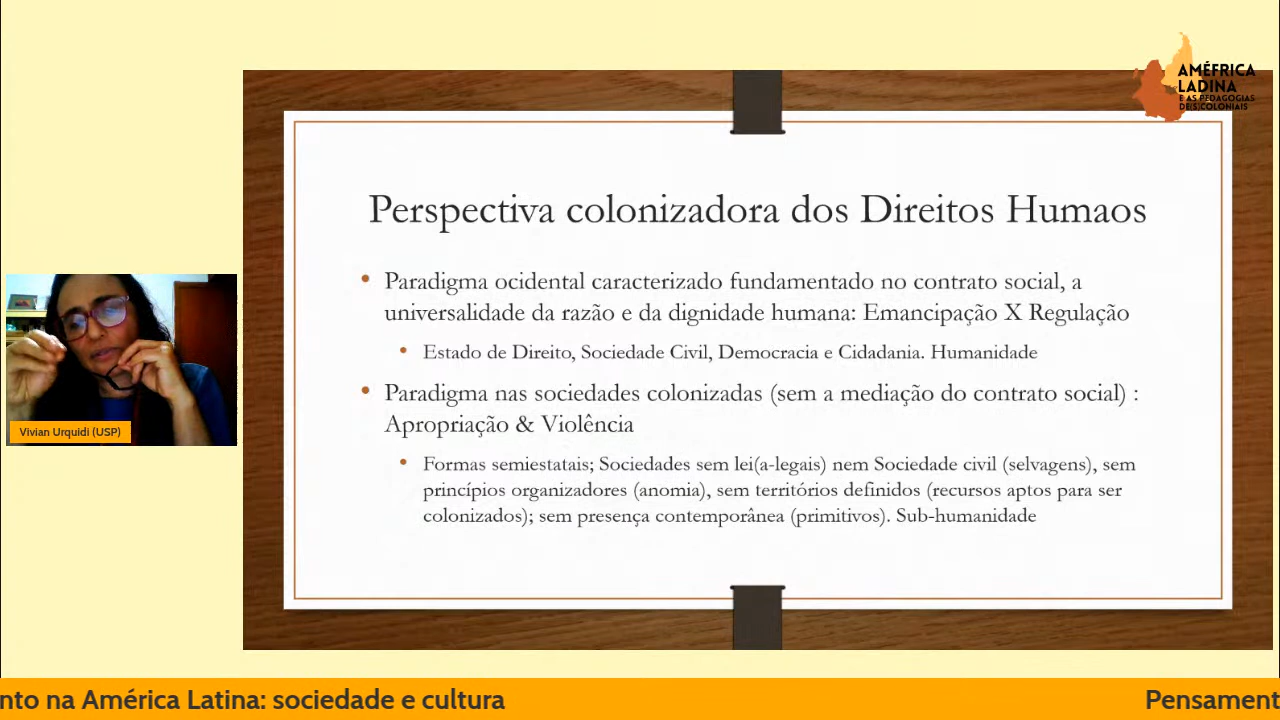 AMÉFRICA
LADINA
E AS PEDAGOGIAS
DE(S)COLONIAIS
Perspectiva colonizadora dos Direitos Humaos
• Paradigma ocidental caracterizado fundamentado no contrato social, a
universalidade da razão e da dignidade humana: Emancipação X Regulação
• Estado de Direito, Sociedade Civil, Democracia e Cidadania. Humanidade
• Paradigma nas sociedades colonizadas (sem a mediação do contrato social) :
Apropriação & Violência
• Formas semiestatais; Sociedades sem lei(a-legais) nem Sociedade civil (selvagens), sem
princípios organizadores (anomia), sem territórios definidos (recursos aptos para ser
colonizados); sem presença contemporânea (primitivos). Sub-humanidade
Vivian Urquidi (USP)
nto na América Latina: sociedade e cultura
Pensament